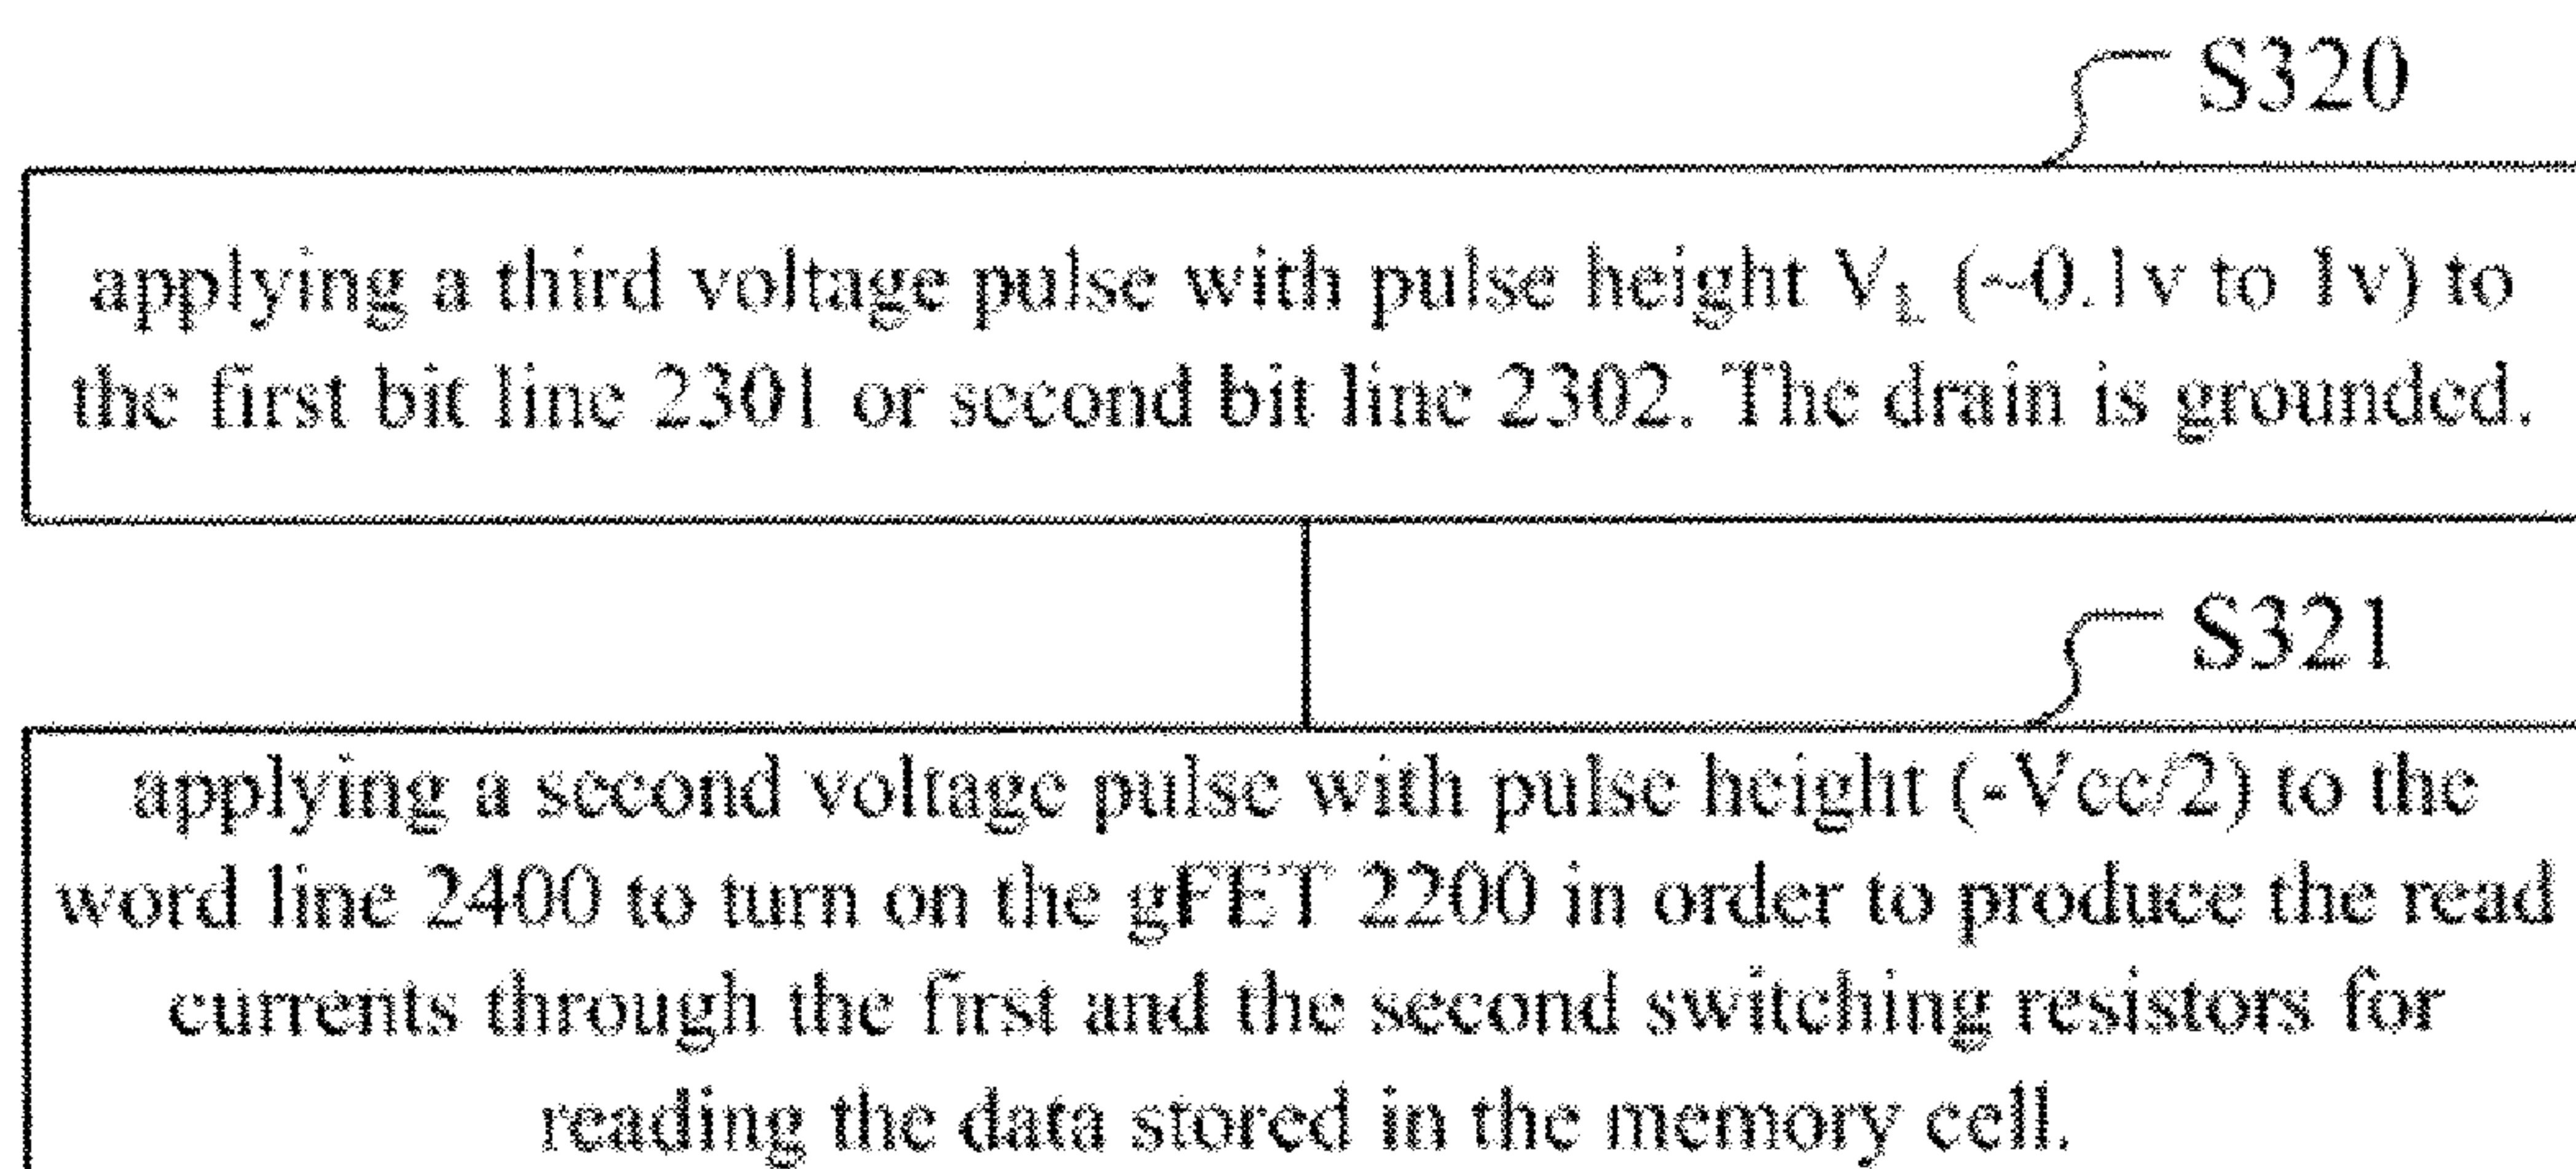 S320
applying a third voltage pulse with pulse height V_L (~0.1v to 1v) to
the first bit line 2301 or second bit line 2302. The drain is grounded.
S321
applying a second voltage pulse with pulse height (-Vcc/2) to the
word line 2400 to turn on the gFET 2200 in order to produce the read
currents through the first and the second switching resistors for
reading the data stored in the memory cell.